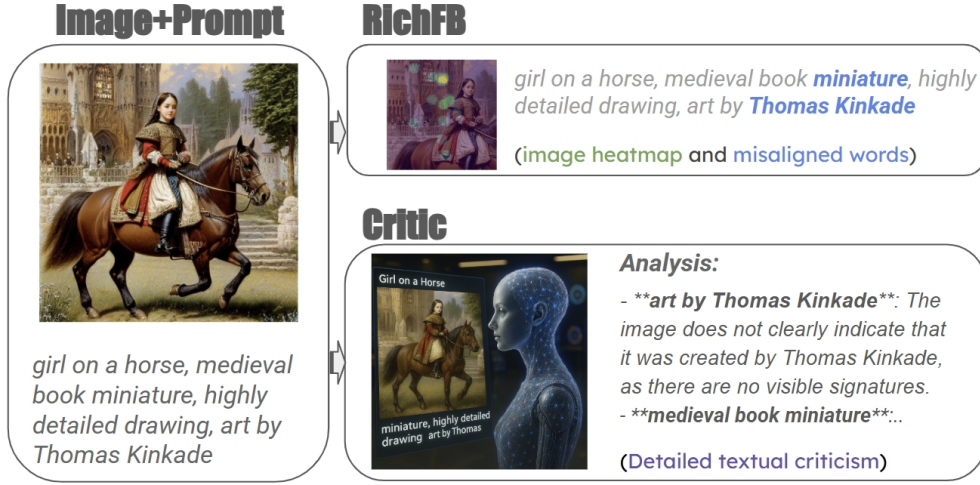 Image+Prompt
girl on a horse, medieval
book miniature, highly
detailed drawing, art by
Thomas Kinkade
RichFB
girl on a horse, medieval book miniature, highly
detailed drawing, art by Thomas Kinkade
(image heatmap and misaligned words)
Critic
Girl on a Horse
miniature, highly detailed
drawing art by Thomas
Analysis:
- **art by Thomas Kinkade**: The
image does not clearly indicate that
it was created by Thomas Kinkade,
as there are no visible signatures.
- **medieval book miniature**:...
(Detailed textual criticism)